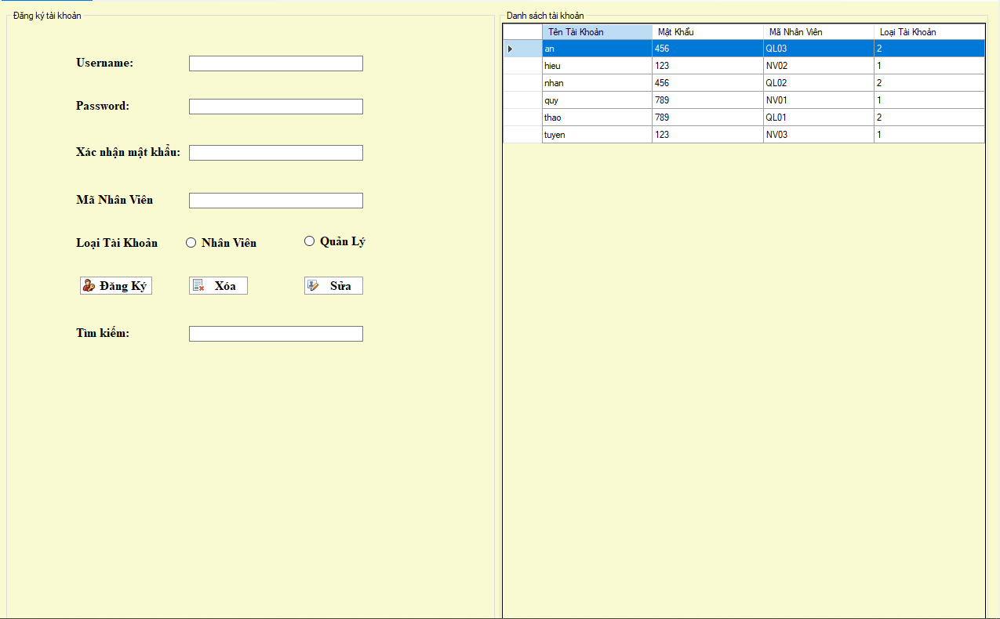 Đăng ký tài khoản
Username:
Password:
Xác nhận mật khẩu:
Mã Nhân Viên
Loại Tài Khoản Nhân Viên Quản Lý
Đăng Ký Xóa Sửa
Tìm kiếm:
Danh sách tài khoản
Tên Tài Khoản Mật Khẩu Mã Nhân Viên Loại Tài Khoản
an 456 QL03 2
hieu 123 NV02 1
nhan 456 QL02 2
quy 789 NV01 1
thao 789 QL01 2
tuyen 123 NV03 1